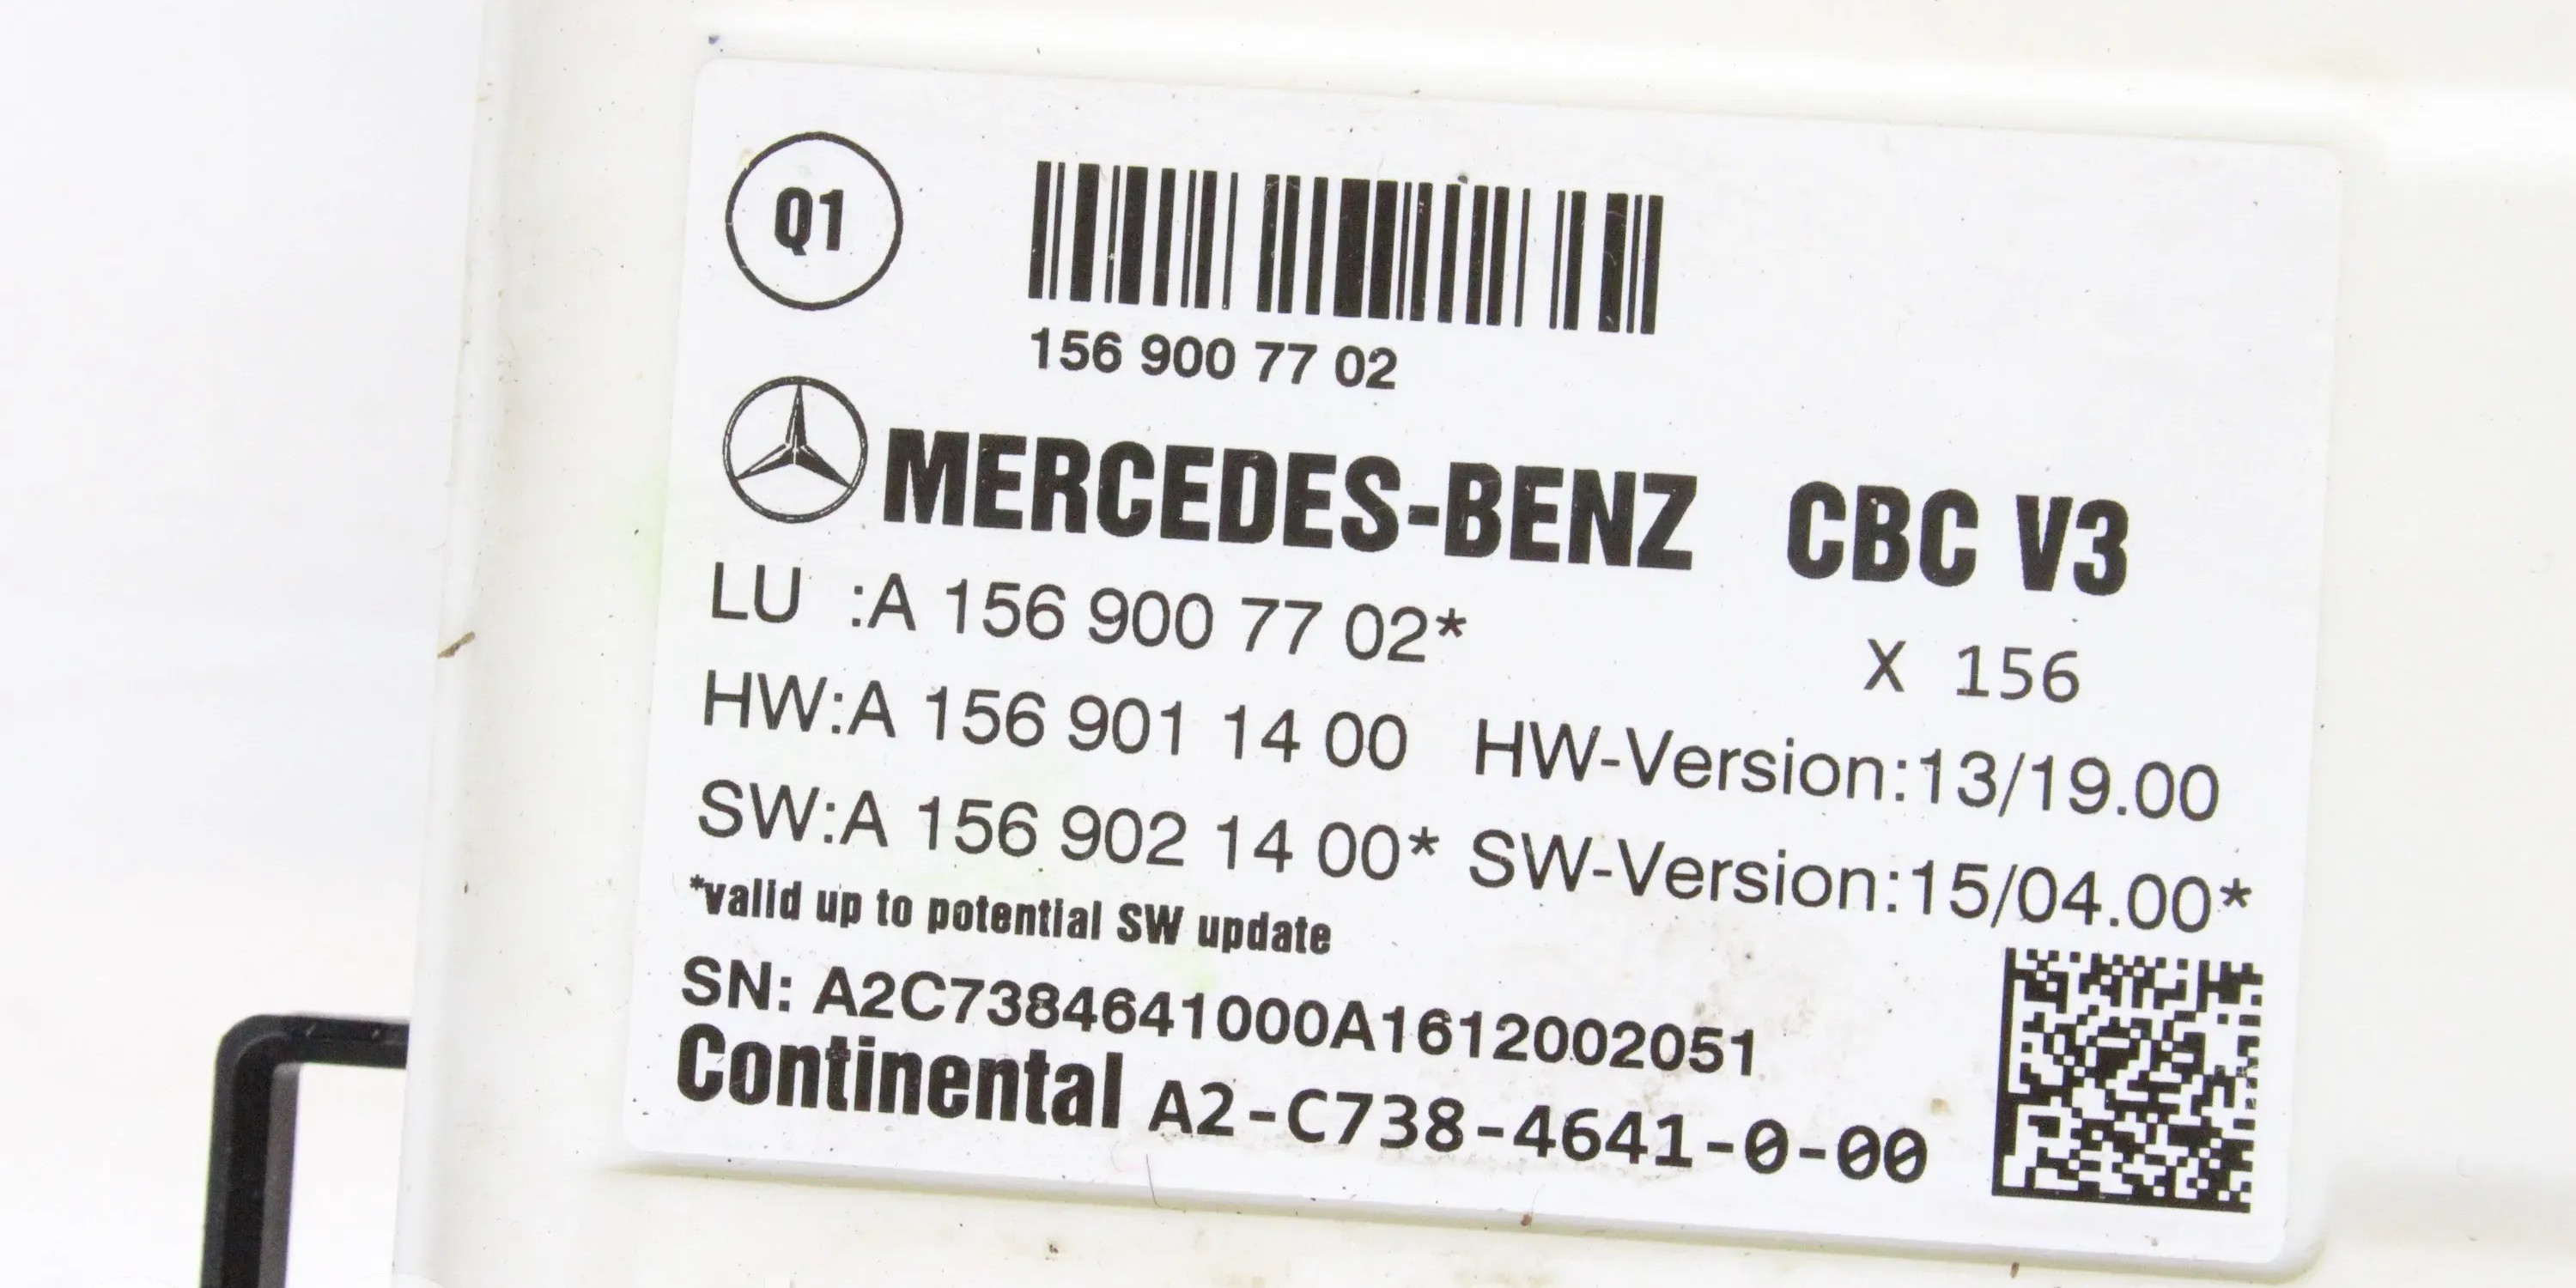 Q1
156 900 77 02
MERCEDES-BENZ CBC V3
LU :A 156 900 77 02*
X 156
HW:A 156 901 14 00 HW-Version:13/19.00
SW:A 156 902 14 00* SW-Version:15/04.00*
*valid up to potential SW update
SN: A2C7384641000A1612002051
Continental A2-C738-4641-0-00